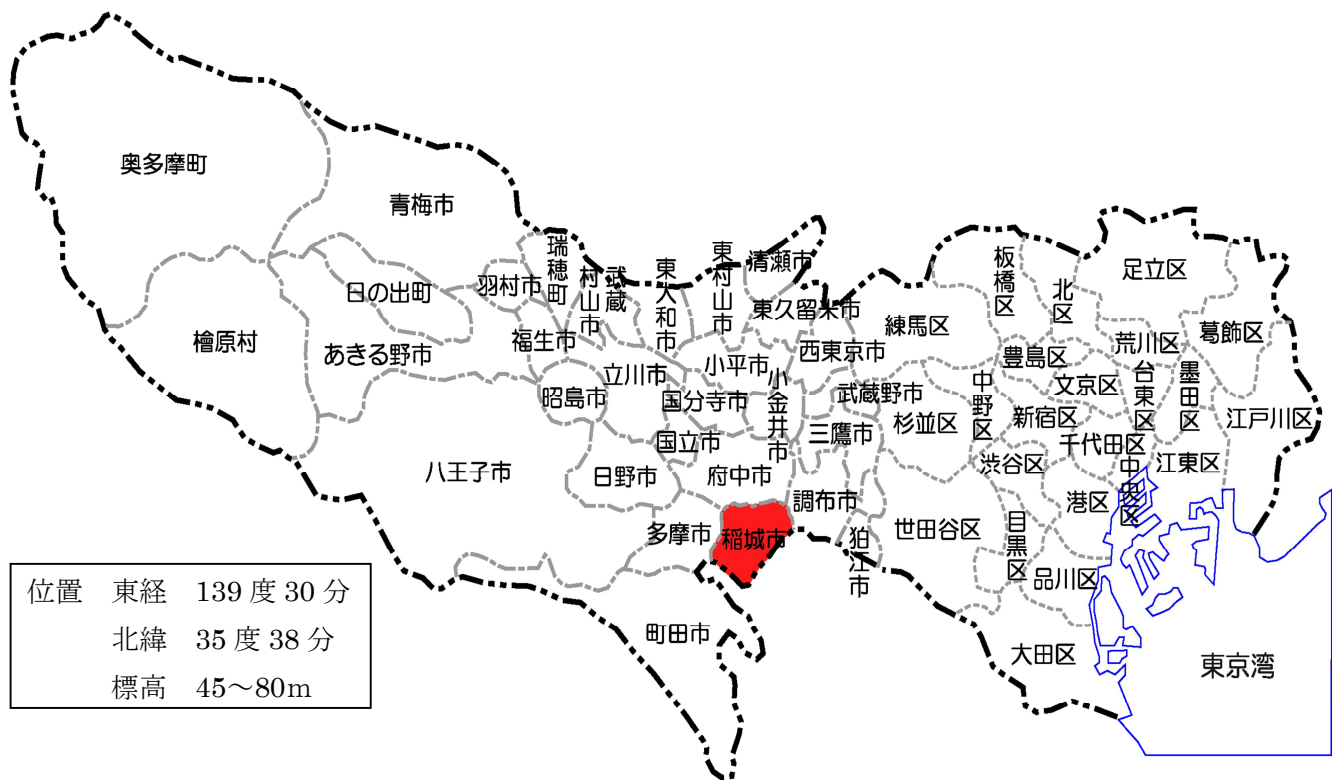 奥多摩町
青梅市
瑞穂町
羽村市
日の出町
檜原村
あきる野市
福生市
武蔵
村山市
東大和市
東村山市
清瀬市
東久留米市
小平市
西東京市
立川市
昭島市
国分寺市
小金井市
武蔵野市
三鷹市
国立市
府中市
日野市
八王子市
多摩市
稲城市
調布市
狛江市
町田市
練馬区
板橋区
北区
足立区
葛飾区
荒川区
豊島区
文京区
台東区
墨田区
江戸川区
中野区
杉並区
新宿区
千代田区
中央区
江東区
渋谷区
港区
世田谷区
目黒区
品川区
大田区
東京湾
位置 東経 139度30分
北緯 35度38分
標高 45～80m